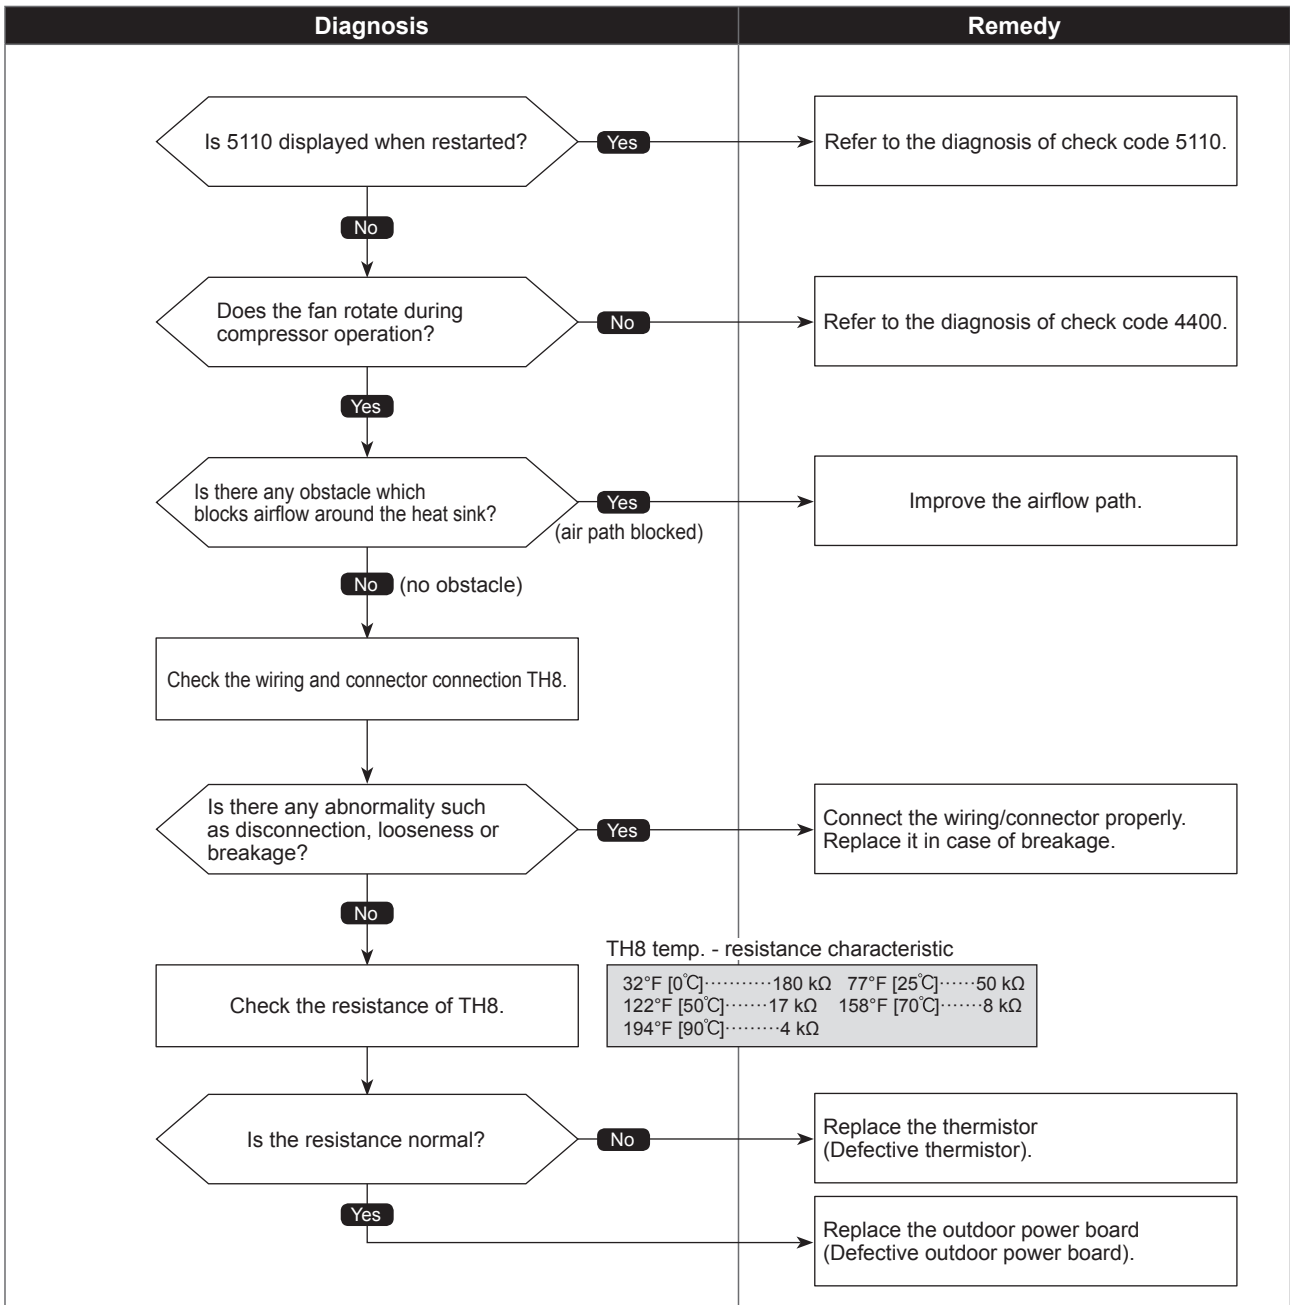 Diagnosis
Remedy
Is 5110 displayed when restarted?
Yes
Refer to the diagnosis of check code 5110.
No
Does the fan rotate during
compressor operation?
No
Refer to the diagnosis of check code 4400.
Yes
Is there any obstacle which
blocks airflow around the heat sink?
Yes
(air path blocked)
Improve the airflow path.
No (no obstacle)
Check the wiring and connector connection TH8.
Is there any abnormality such
as disconnection, looseness or
breakage?
Yes
Connect the wiring/connector properly.
Replace it in case of breakage.
No
TH8 temp. - resistance characteristic
32°F [0℃]···········180 kΩ 77°F [25℃]······50 kΩ
122°F [50℃]·······17 kΩ 158°F [70℃]·······8 kΩ
194°F [90℃]·········4 kΩ
Check the resistance of TH8.
Is the resistance normal?
No
Replace the thermistor
(Defective thermistor).
Yes
Replace the outdoor power board
(Defective outdoor power board).